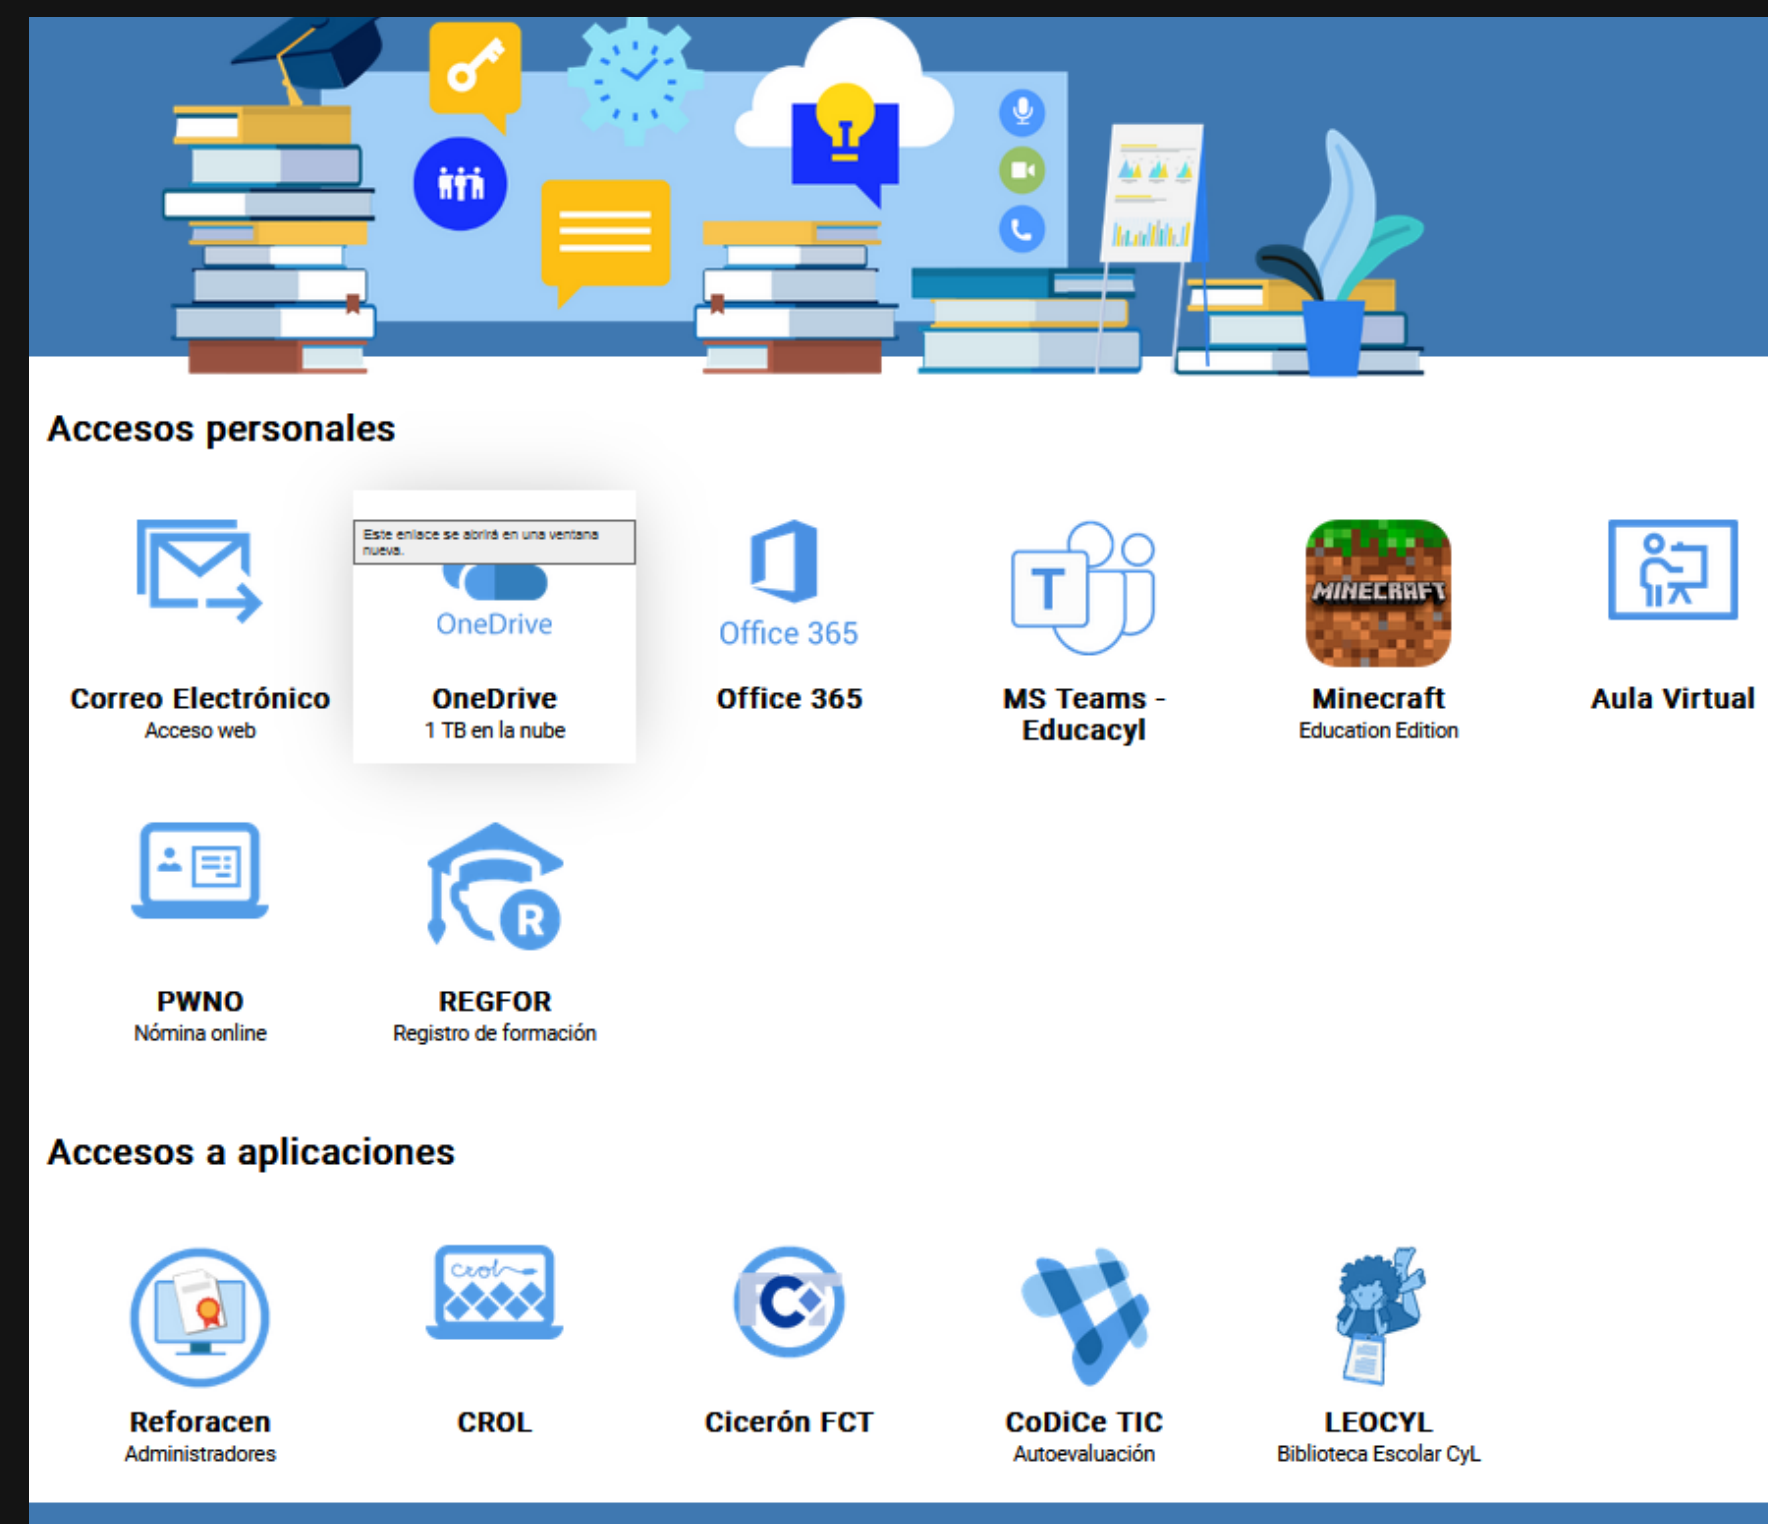 Accesos personales
Este enlace se abrirá en una ventana
nueva.
OneDrive
Office 365
T
MINECRAFT
Correo Electrónico
Acceso web
OneDrive
1 TB en la nube
Office 365
MS Teams -
Educacyl
Minecraft
Education Edition
Aula Virtual
R
PWNO
Nómina online
REGFOR
Registro de formación
Accesos a aplicaciones
crol
FCT
C
Reforacen
Administradores
CROL
Cicerón FCT
CoDiCe TIC
Autoevaluación
LEOCYL
Biblioteca Escolar CyL